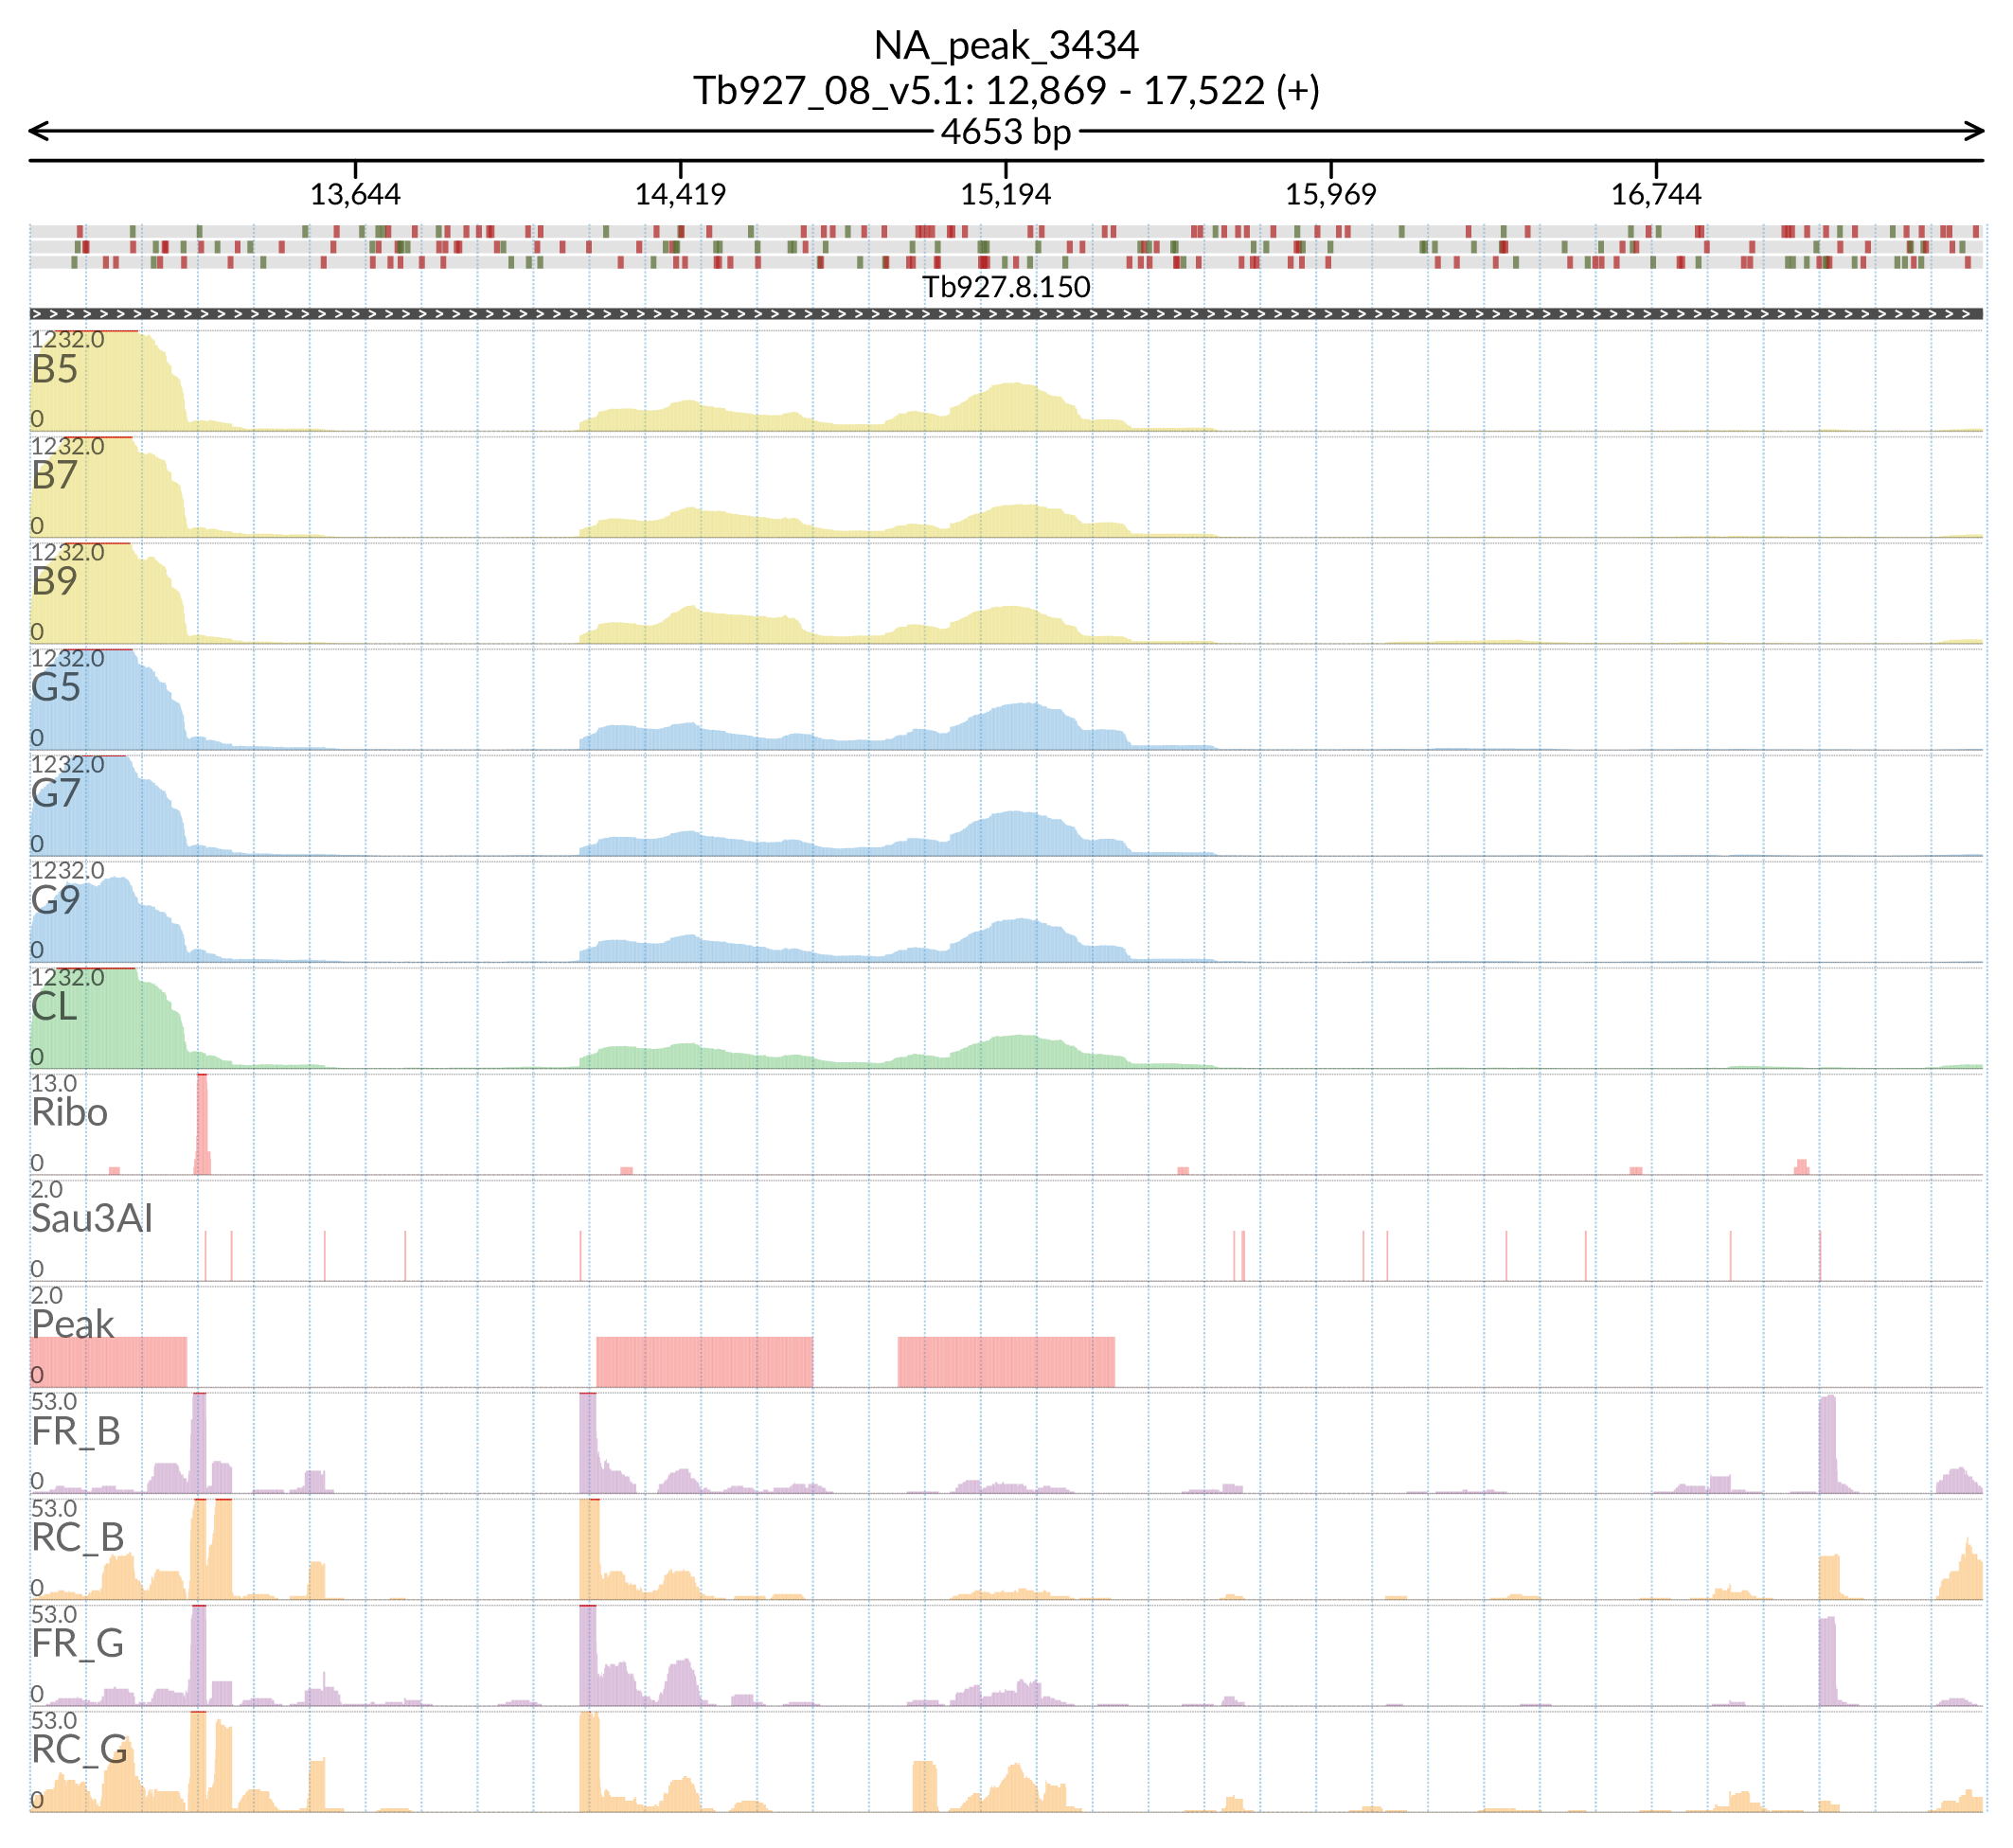 NA_peak_3434
Tb927_08_v5.1: 12,869 - 17,522 (+)
4653 bp
13,644 14,419 15,194 15,969 16,744
Tb927.8.150
1232.0
B5
0
1232.0
B7
0
1232.0
B9
0
1232.0
G5
0
1232.0
G7
0
1232.0
G9
0
1232.0
CL
0
13.0
Ribo
0
2.0
Sau3AI
0
2.0
Peak
0
53.0
FR_B
0
53.0
RC_B
0
53.0
FR_G
0
53.0
RC_G
0